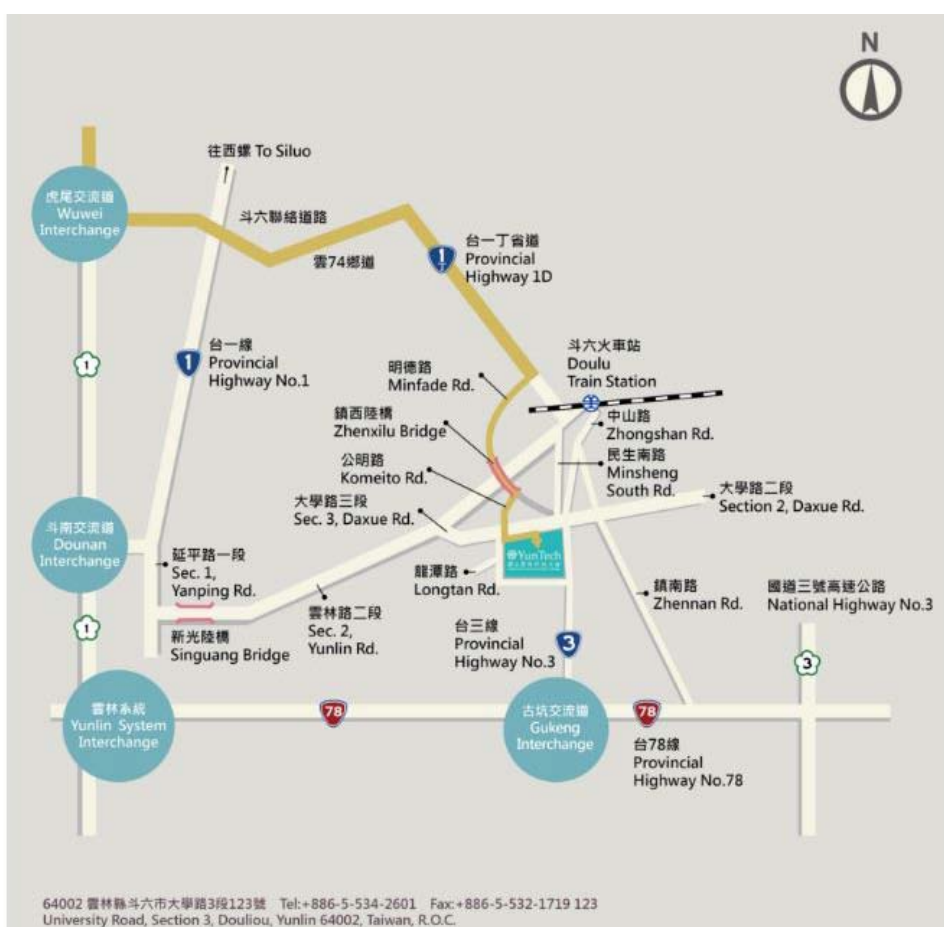 N
往西螺 To Siluo
虎尾交流道
Wuwei
Interchange
斗六聯絡道路
雲74鄉道
1
台一丁省道
Provincial
Highway 1D
1
1
台一線
Provincial
Highway No.1
明德路
Minfade Rd.
斗六火車站
Doulu
Train Station
鎮西陸橋
Zhenxilu Bridge
中山路
Zhongshan Rd.
公明路
Komeito Rd.
民生南路
Minsheng
South Rd.
大學路三段
Sec. 3, Daxue Rd.
大學路二段
Section 2, Daxue Rd.
斗南交流道
Dounan
Interchange
延平路一段
Sec. 1,
Yanping Rd.
YunTech
龍潭路
Longtan Rd.
鎮南路
Zhennan Rd.
國道三號高速公路
National Highway No.3
1
新光陸橋
Singuang Bridge
雲林路二段
Sec. 2,
Yunlin Rd.
台三線
Provincial
Highway No.3
3
3
雲林系統
Yunlin System
Interchange
78
古坑交流道
Gukeng
Interchange
78
台78線
Provincial
Highway No.78
64002 雲林縣斗六市大學路3段123號 Tel:+886-5-534-2601 Fax:+886-5-532-1719 123
University Road, Section 3, Douliou, Yunlin 64002, Taiwan, R.O.C.